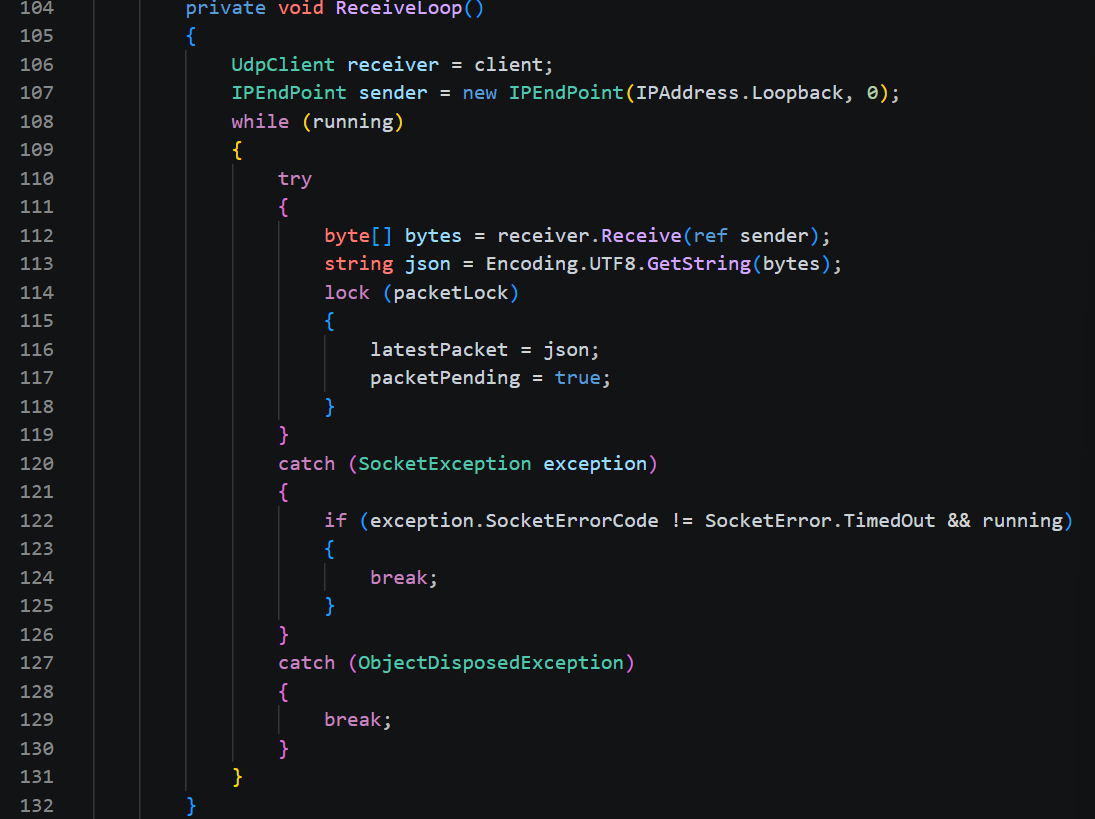 104 private void ReceiveLoop()
105 {
106 UdpClient receiver = client;
107 IPEndPoint sender = new IPEndPoint(IPAddress.Loopback, 0);
108 while (running)
109 {
110 try
111 {
112 byte[] bytes = receiver.Receive(ref sender);
113 string json = Encoding.UTF8.GetString(bytes);
114 lock (packetLock)
115 {
116 latestPacket = json;
117 packetPending = true;
118 }
119 }
120 catch (SocketException exception)
121 {
122 if (exception.SocketErrorCode != SocketError.TimedOut && running)
123 {
124 break;
125 }
126 }
127 catch (ObjectDisposedException)
128 {
129 break;
130 }
131 }
132 }